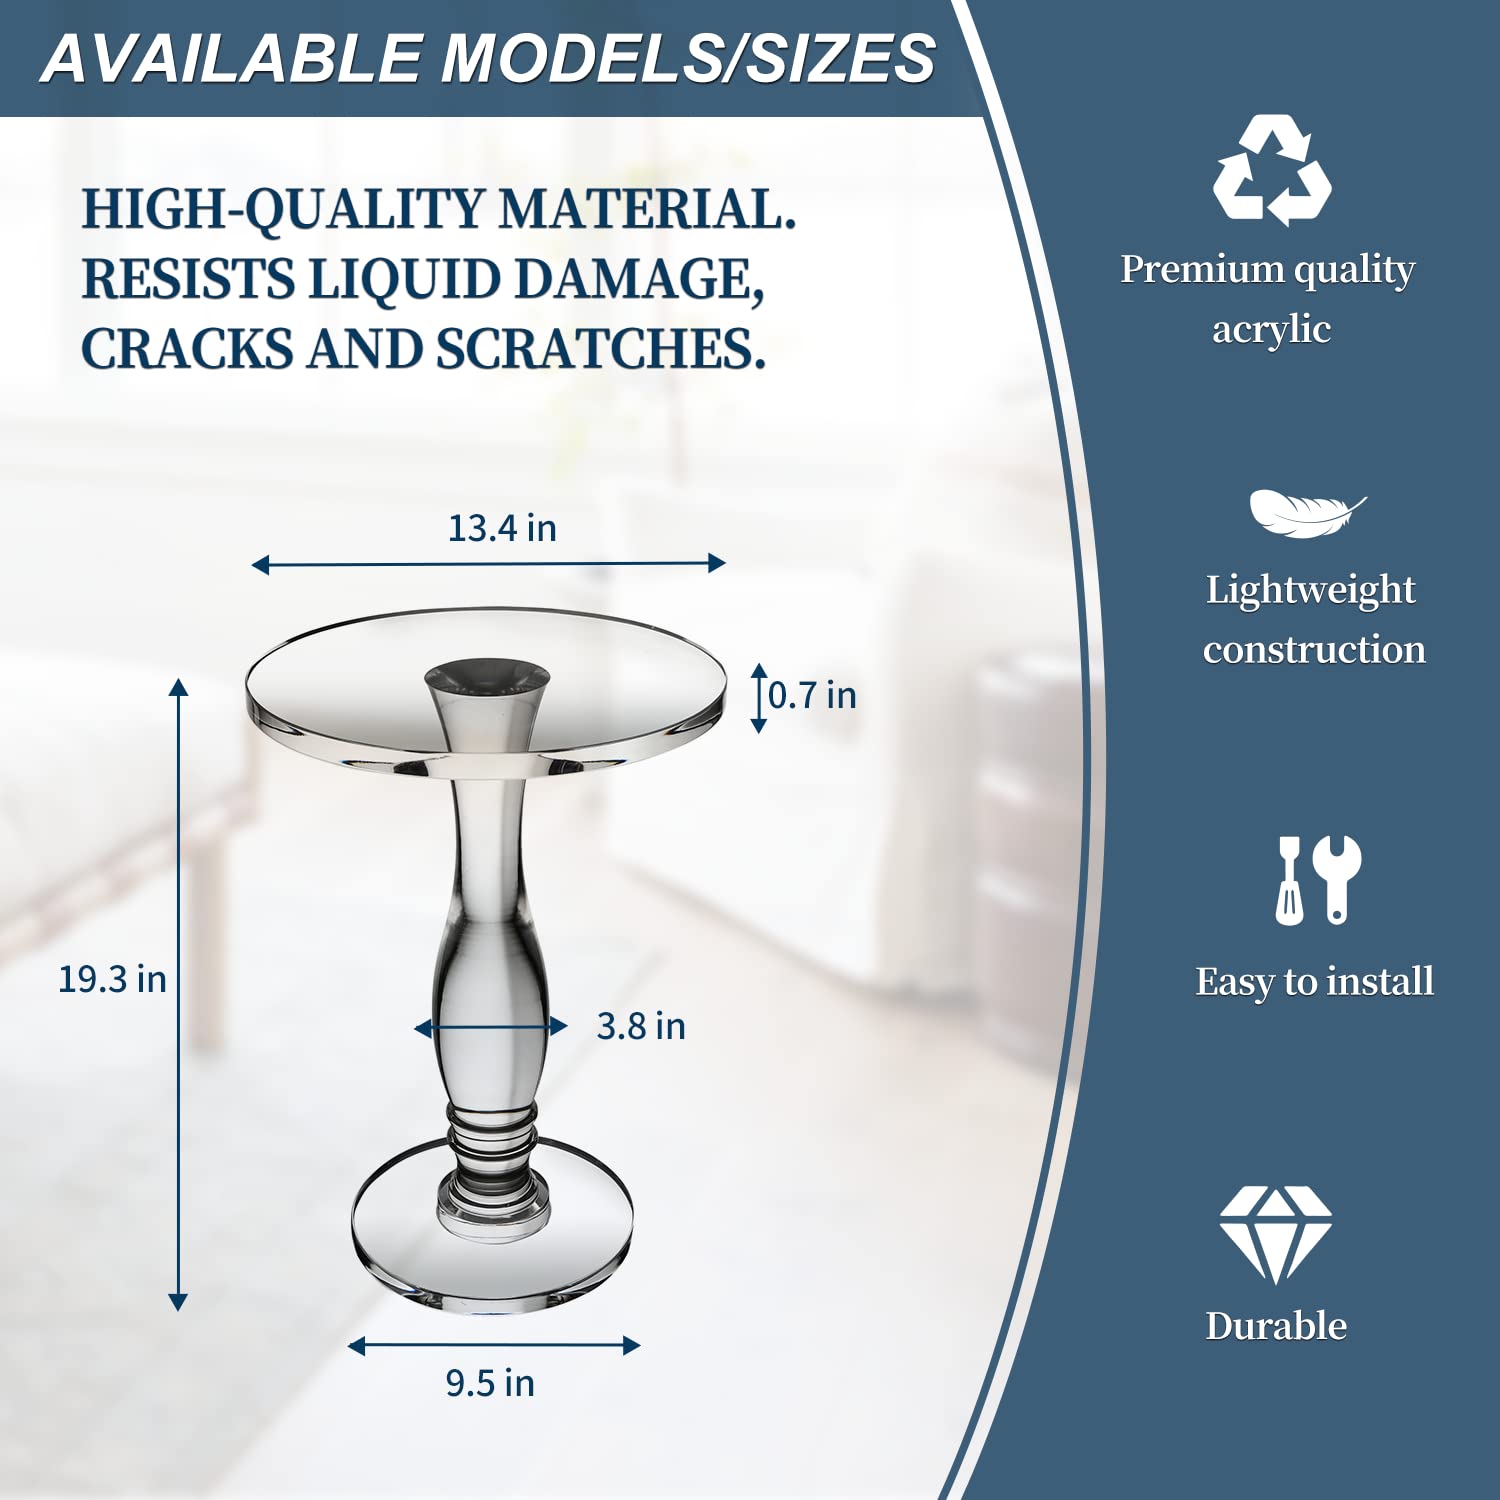 AVAILABLE MODELS/SIZES
HIGH-QUALITY MATERIAL.
RESISTS LIQUID DAMAGE,
CRACKS AND SCRATCHES.
13.4 in
0.7 in
19.3 in
3.8 in
9.5 in
Premium quality
acrylic
Lightweight
construction
Easy to install
Durable